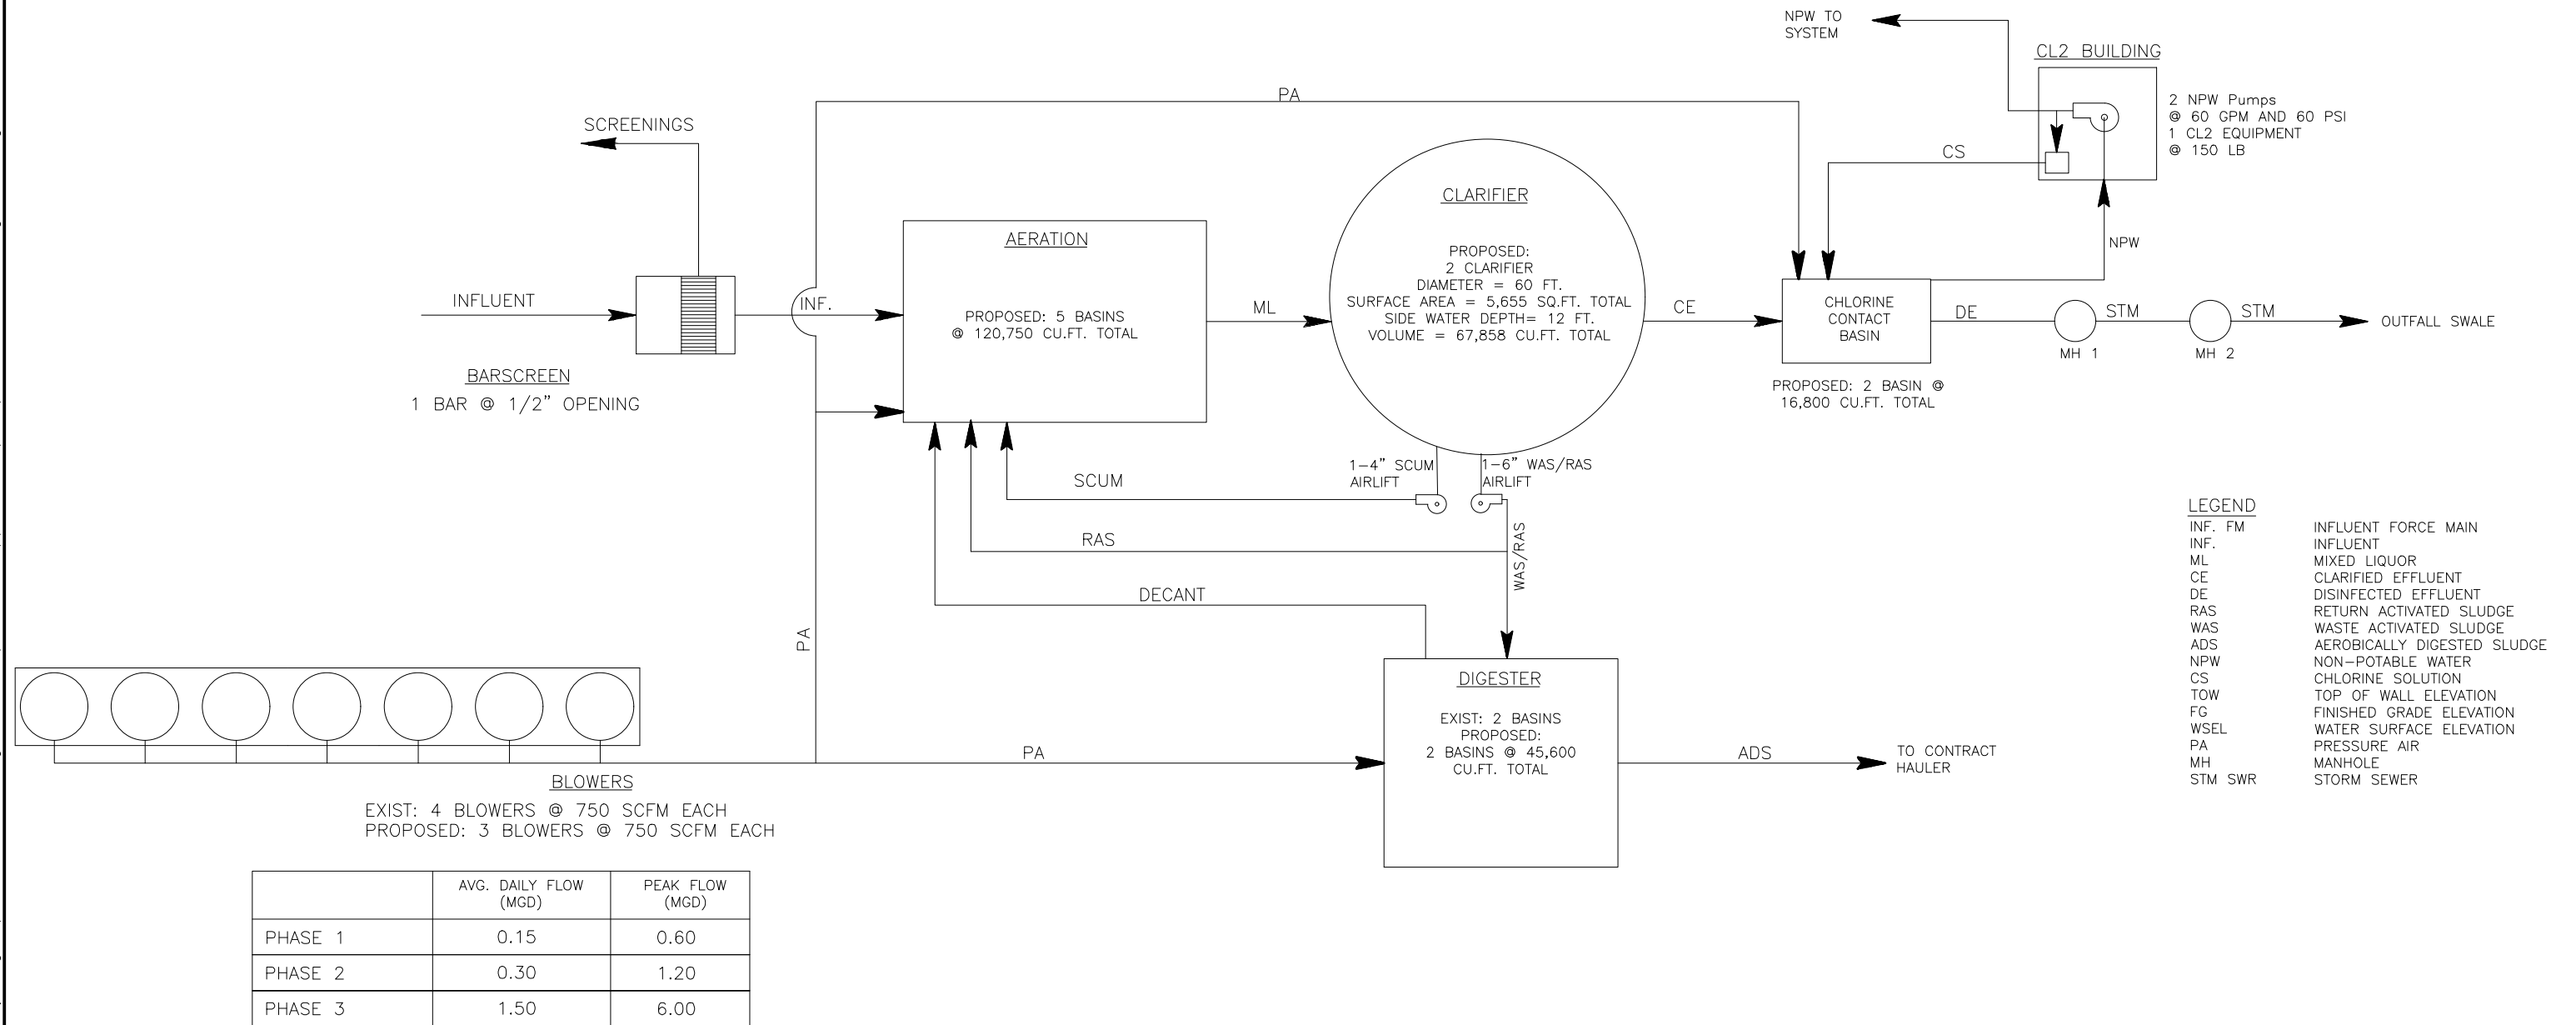 NPW TO
SYSTEM
CL2 BUILDING
2 NPW Pumps
@ 60 GPM AND 60 PSI
1 CL2 EQUIPMENT
@ 150 LB
PA
SCREENINGS
CS
CLARIFIER
PROPOSED:
2 CLARIFIER
DIAMETER = 60 FT.
SURFACE AREA = 5,655 SQ.FT. TOTAL
SIDE WATER DEPTH= 12 FT.
VOLUME = 67,858 CU.FT. TOTAL
AERATION
PROPOSED: 5 BASINS
@ 120,750 CU.FT. TOTAL
NPW
INFLUENT
INF.
ML
CE
CHLORINE
CONTACT
BASIN
DE
STM
STM
OUTFALL SWALE
MH 1
MH 2
BARSCREEN
1 BAR @ 1/2" OPENING
PROPOSED: 2 BASIN @
16,800 CU.FT. TOTAL
1-4" SCUM
AIRLIFT
1-6" WAS/RAS
AIRLIFT
SCUM
RAS
WAS/RAS
DECANT
PA
LEGEND
INF. FM INFLUENT FORCE MAIN
INF. INFLUENT
ML MIXED LIQUOR
CE CLARIFIED EFFLUENT
DE DISINFECTED EFFLUENT
RAS RETURN ACTIVATED SLUDGE
WAS WASTE ACTIVATED SLUDGE
ADS AEROBICALLY DIGESTED SLUDGE
NPW NON-POTABLE WATER
CS CHLORINE SOLUTION
TOW TOP OF WALL ELEVATION
FG FINISHED GRADE ELEVATION
WSEL WATER SURFACE ELEVATION
PA PRESSURE AIR
MH MANHOLE
STM SWR STORM SEWER
DIGESTER
EXIST: 2 BASINS
PROPOSED:
2 BASINS @ 45,600
CU.FT. TOTAL
PA
ADS
TO CONTRACT
HAULER
BLOWERS
EXIST: 4 BLOWERS @ 750 SCFM EACH
PROPOSED: 3 BLOWERS @ 750 SCFM EACH
AVG. DAILY FLOW
(MGD)
PEAK FLOW
(MGD)
PHASE 1 0.15 0.60
PHASE 2 0.30 1.20
PHASE 3 1.50 6.00